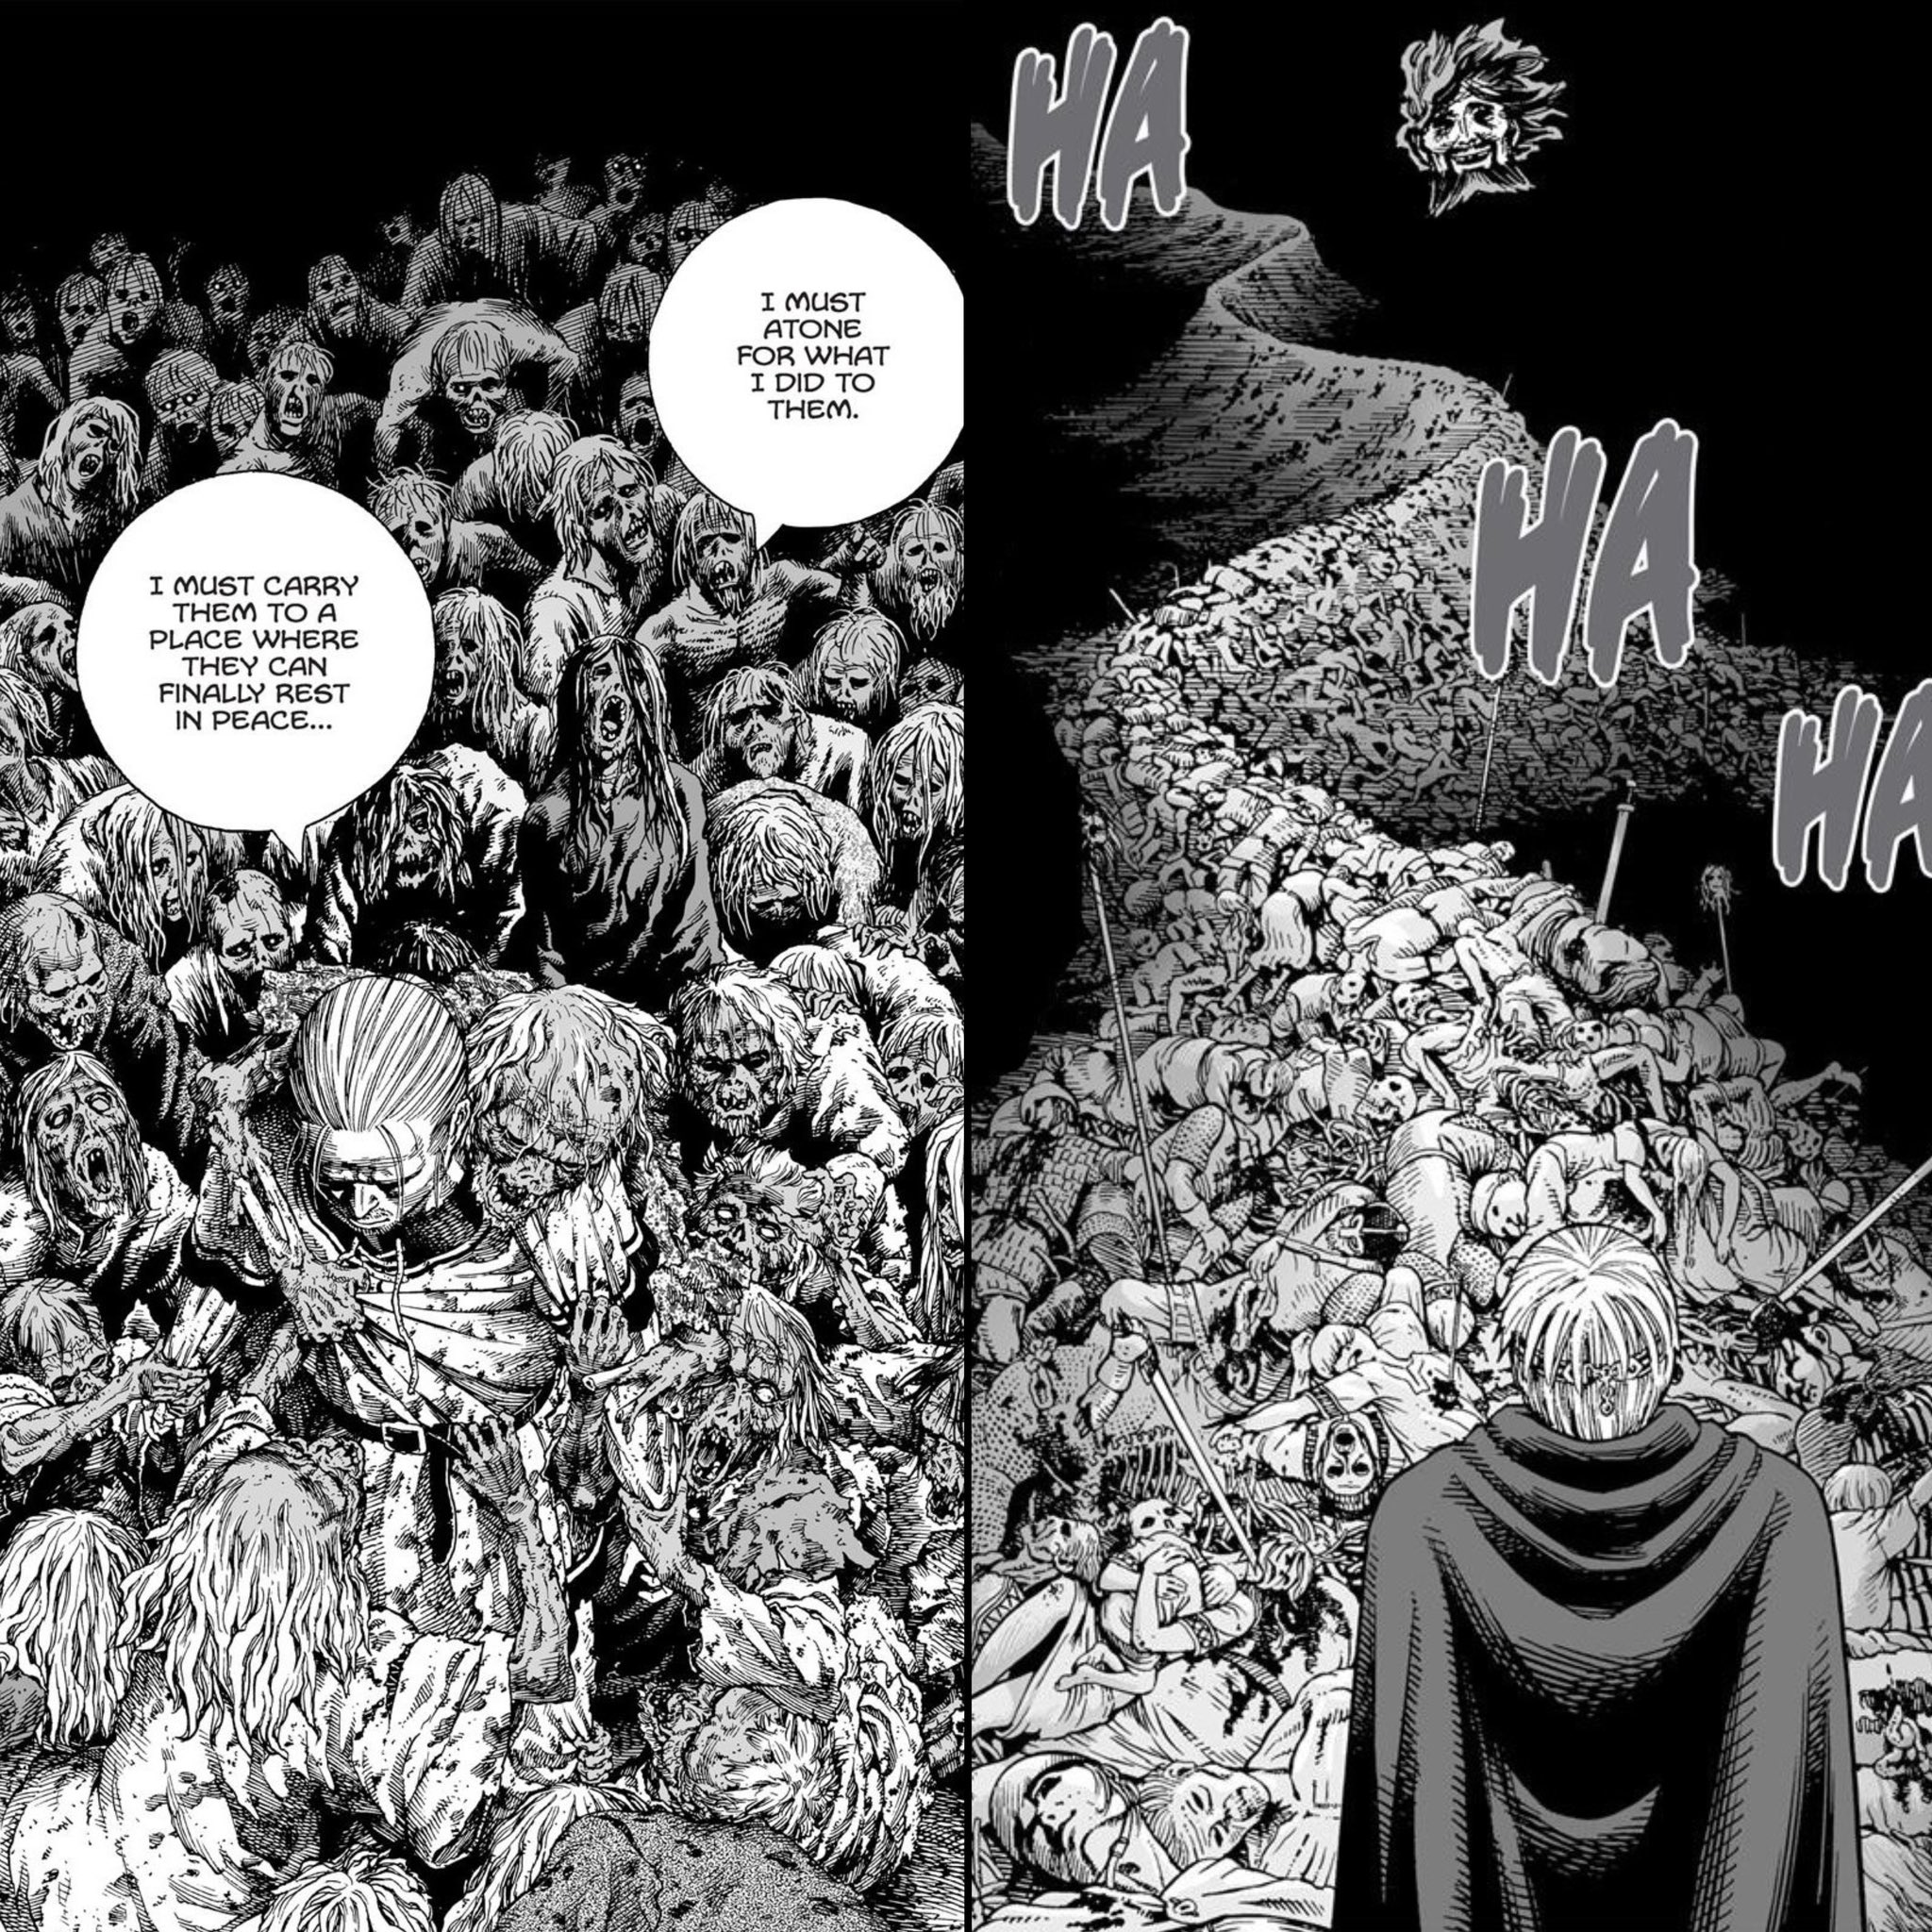 I MUST
ATONE
FOR WHAT
I DID TO
THEM.
I MUST CARRY
THEM TO A
PLACE WHERE
THEY CAN
FINALLY REST
IN PEACE...
HA
HA
HA